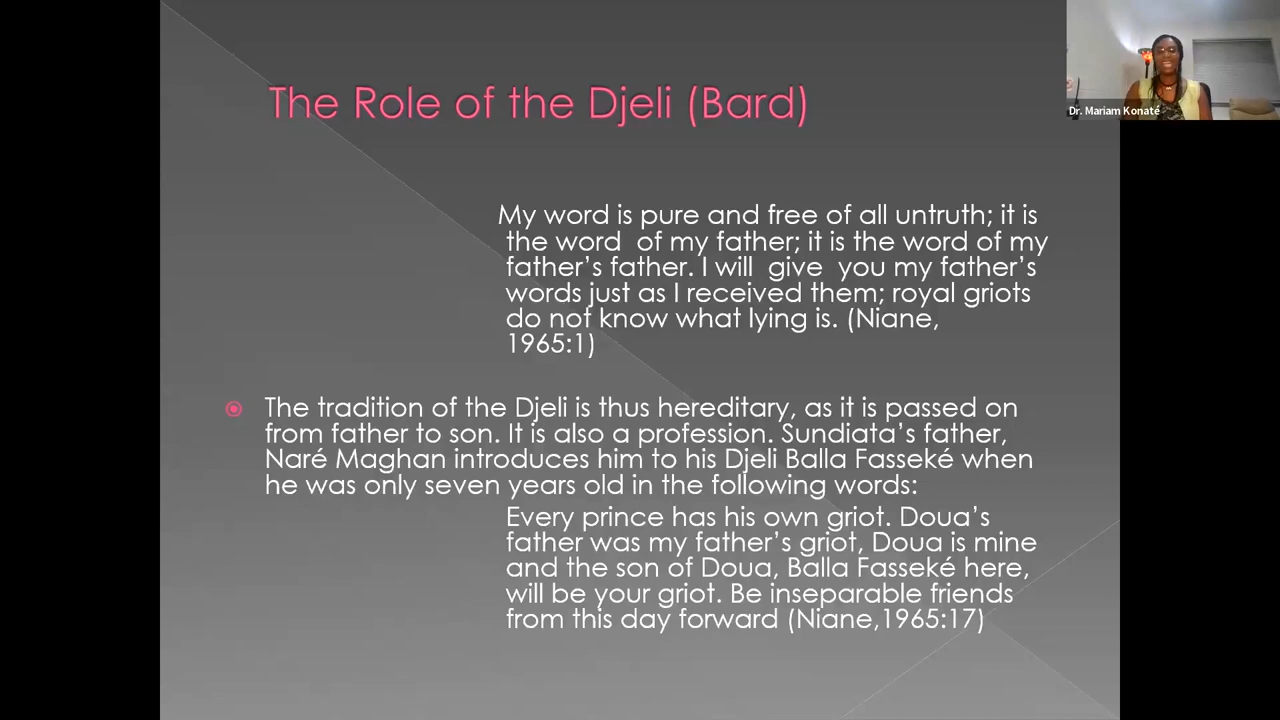 Dr. Mariam Konaté
The Role of the Djeli (Bard)
My word is pure and free of all untruth; it is
the word of my father; it is the word of my
father's father. I will give you my father's
words just as I received them; royal griots
do not know what lying is. (Niane,
1965:1)
The tradition of the Djeli is thus hereditary, as it is passed on
from father to son. It is also a profession. Sundiata's father,
Naré Maghan introduces him to his Djeli Balla Fasseké when
he was only seven years old in the following words:
Every prince has his own griot. Doua's
father was my father's griot, Doua is mine
and the son of Doua, Balla Fasseké here,
will be your griot. Be inseparable friends
from this day forward (Niane,1965:17)